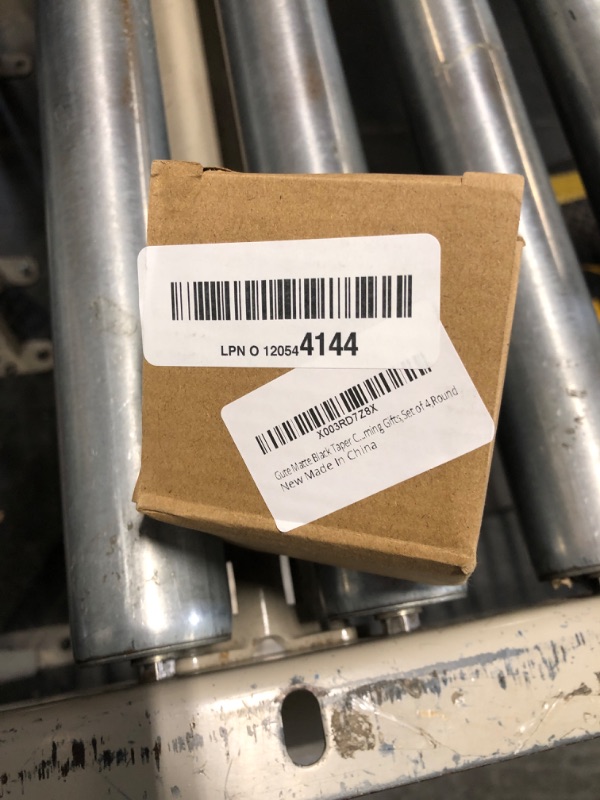 LPN O 120544144
X003RD7Z8X
Gute Matte Black Taper C...ming Gifts,Set of 4,Round
New Made In China